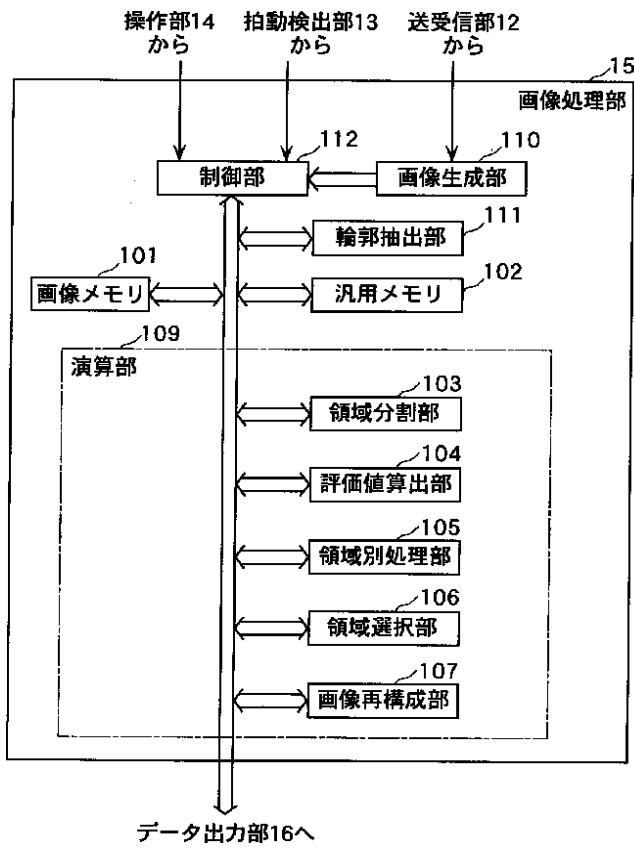 操作部14
から
拍動検出部13
から
送受信部12
から
15
画像処理部
112
制御部
110
画像生成部
111
輪郭抽出部
101
画像メモリ
102
汎用メモリ
109
演算部
103
領域分割部
104
評価値算出部
105
領域別処理部
106
領域選択部
107
画像再構成部
データ出力部16へ